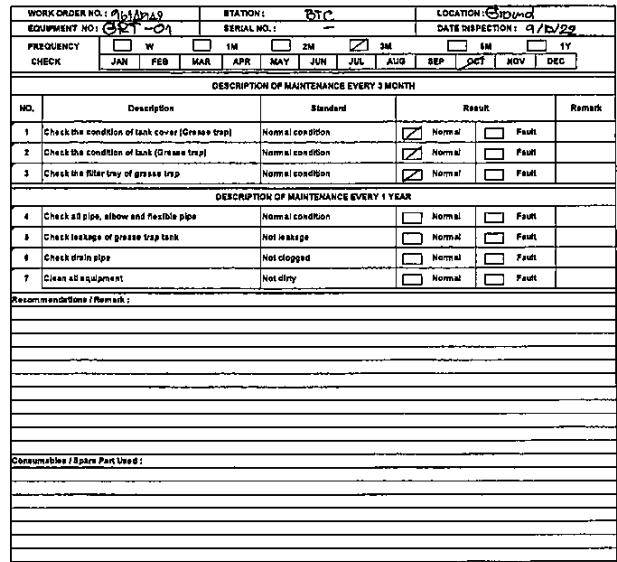 WORK ORDER NO.: STATION: BTC LOCATION: Ground
EQUIPMENT NO: GRT-01 SERIAL NO.: - DATE INSPECTION: 9/10/22
FREQUENCY W 1M 2M 3M 6M 1Y
CHECK JAN FEB MAR APR MAY JUN JUL AUG SEP OCT NOV DEC
DESCRIPTION OF MAINTENANCE EVERY 3 MONTH
NO. Description Standard Result Remark
1 Check the condition of tank cover (Grease trap) Normal condition Normal Fault
2 Check the condition of tank (Grease trap) Normal condition Normal Fault
3 Check the filter tray of grease trap Normal condition Normal Fault
DESCRIPTION OF MAINTENANCE EVERY 1 YEAR
4 Check all pipe, elbow and flexible pipe Normal condition Normal Fault
5 Check leakage of grease trap tank Not leakage Normal Fault
6 Check drain pipe Not clogged Normal Fault
7 Clean all equipment Not dirty Normal Fault
Recommendations / Remark :
Consumables / Spare Part Used :